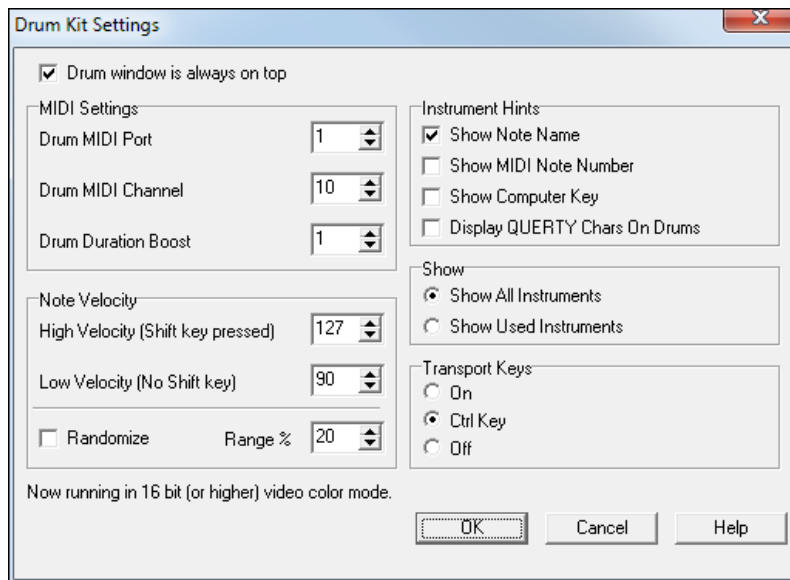 Drum Kit Settings
Drum window is always on top
MIDI Settings
Drum MIDI Port 1
Drum MIDI Channel 10
Drum Duration Boost 1
Note Velocity
High Velocity (Shift key pressed) 127
Low Velocity (No Shift key) 90
Randomize Range % 20
Instrument Hints
Show Note Name
Show MIDI Note Number
Show Computer Key
Display QUERTY Chars On Drums
Show
Show All Instruments
Show Used Instruments
Transport Keys
On
Ctrl Key
Off
Now running in 16 bit (or higher) video color mode.
OK Cancel Help